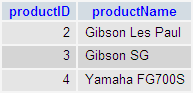 productID productName
2 Gibson Les Paul
3 Gibson SG
4 Yamaha FG700S